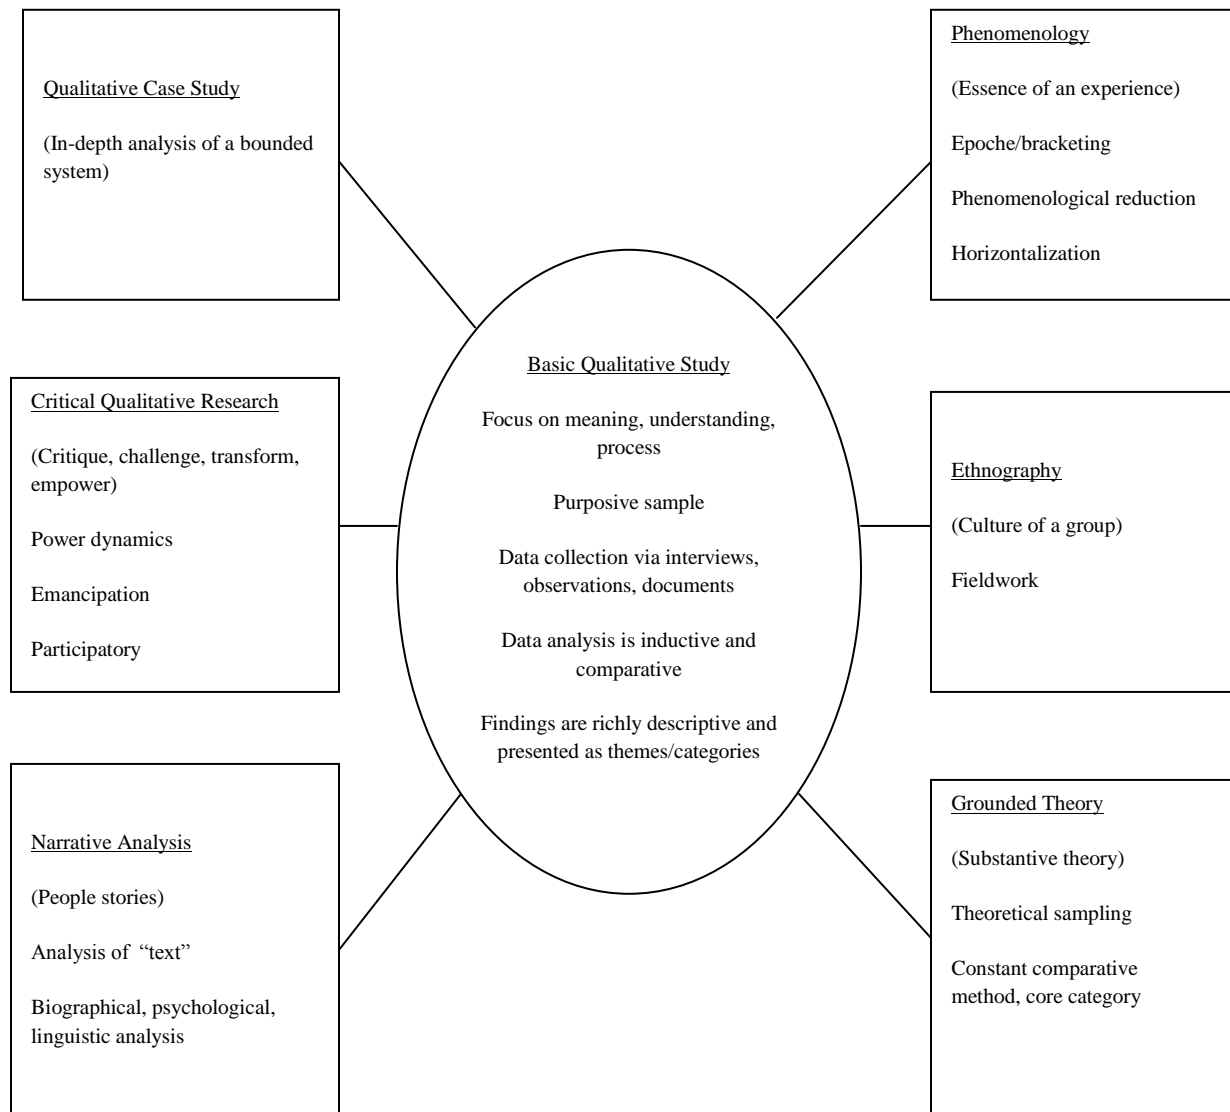 Qualitative Case Study
(In-depth analysis of a bounded
system)
Phenomenology
(Essence of an experience)
Epoche/bracketing
Phenomenological reduction
Horizontalization
Basic Qualitative Study
Focus on meaning, understanding,
process
Purposive sample
Data collection via interviews,
observations, documents
Data analysis is inductive and
comparative
Findings are richly descriptive and
presented as themes/categories
Critical Qualitative Research
(Critique, challenge, transform,
empower)
Power dynamics
Emancipation
Participatory
Ethnography
(Culture of a group)
Fieldwork
Narrative Analysis
(People stories)
Analysis of “text”
Biographical, psychological,
linguistic analysis
Grounded Theory
(Substantive theory)
Theoretical sampling
Constant comparative
method, core category